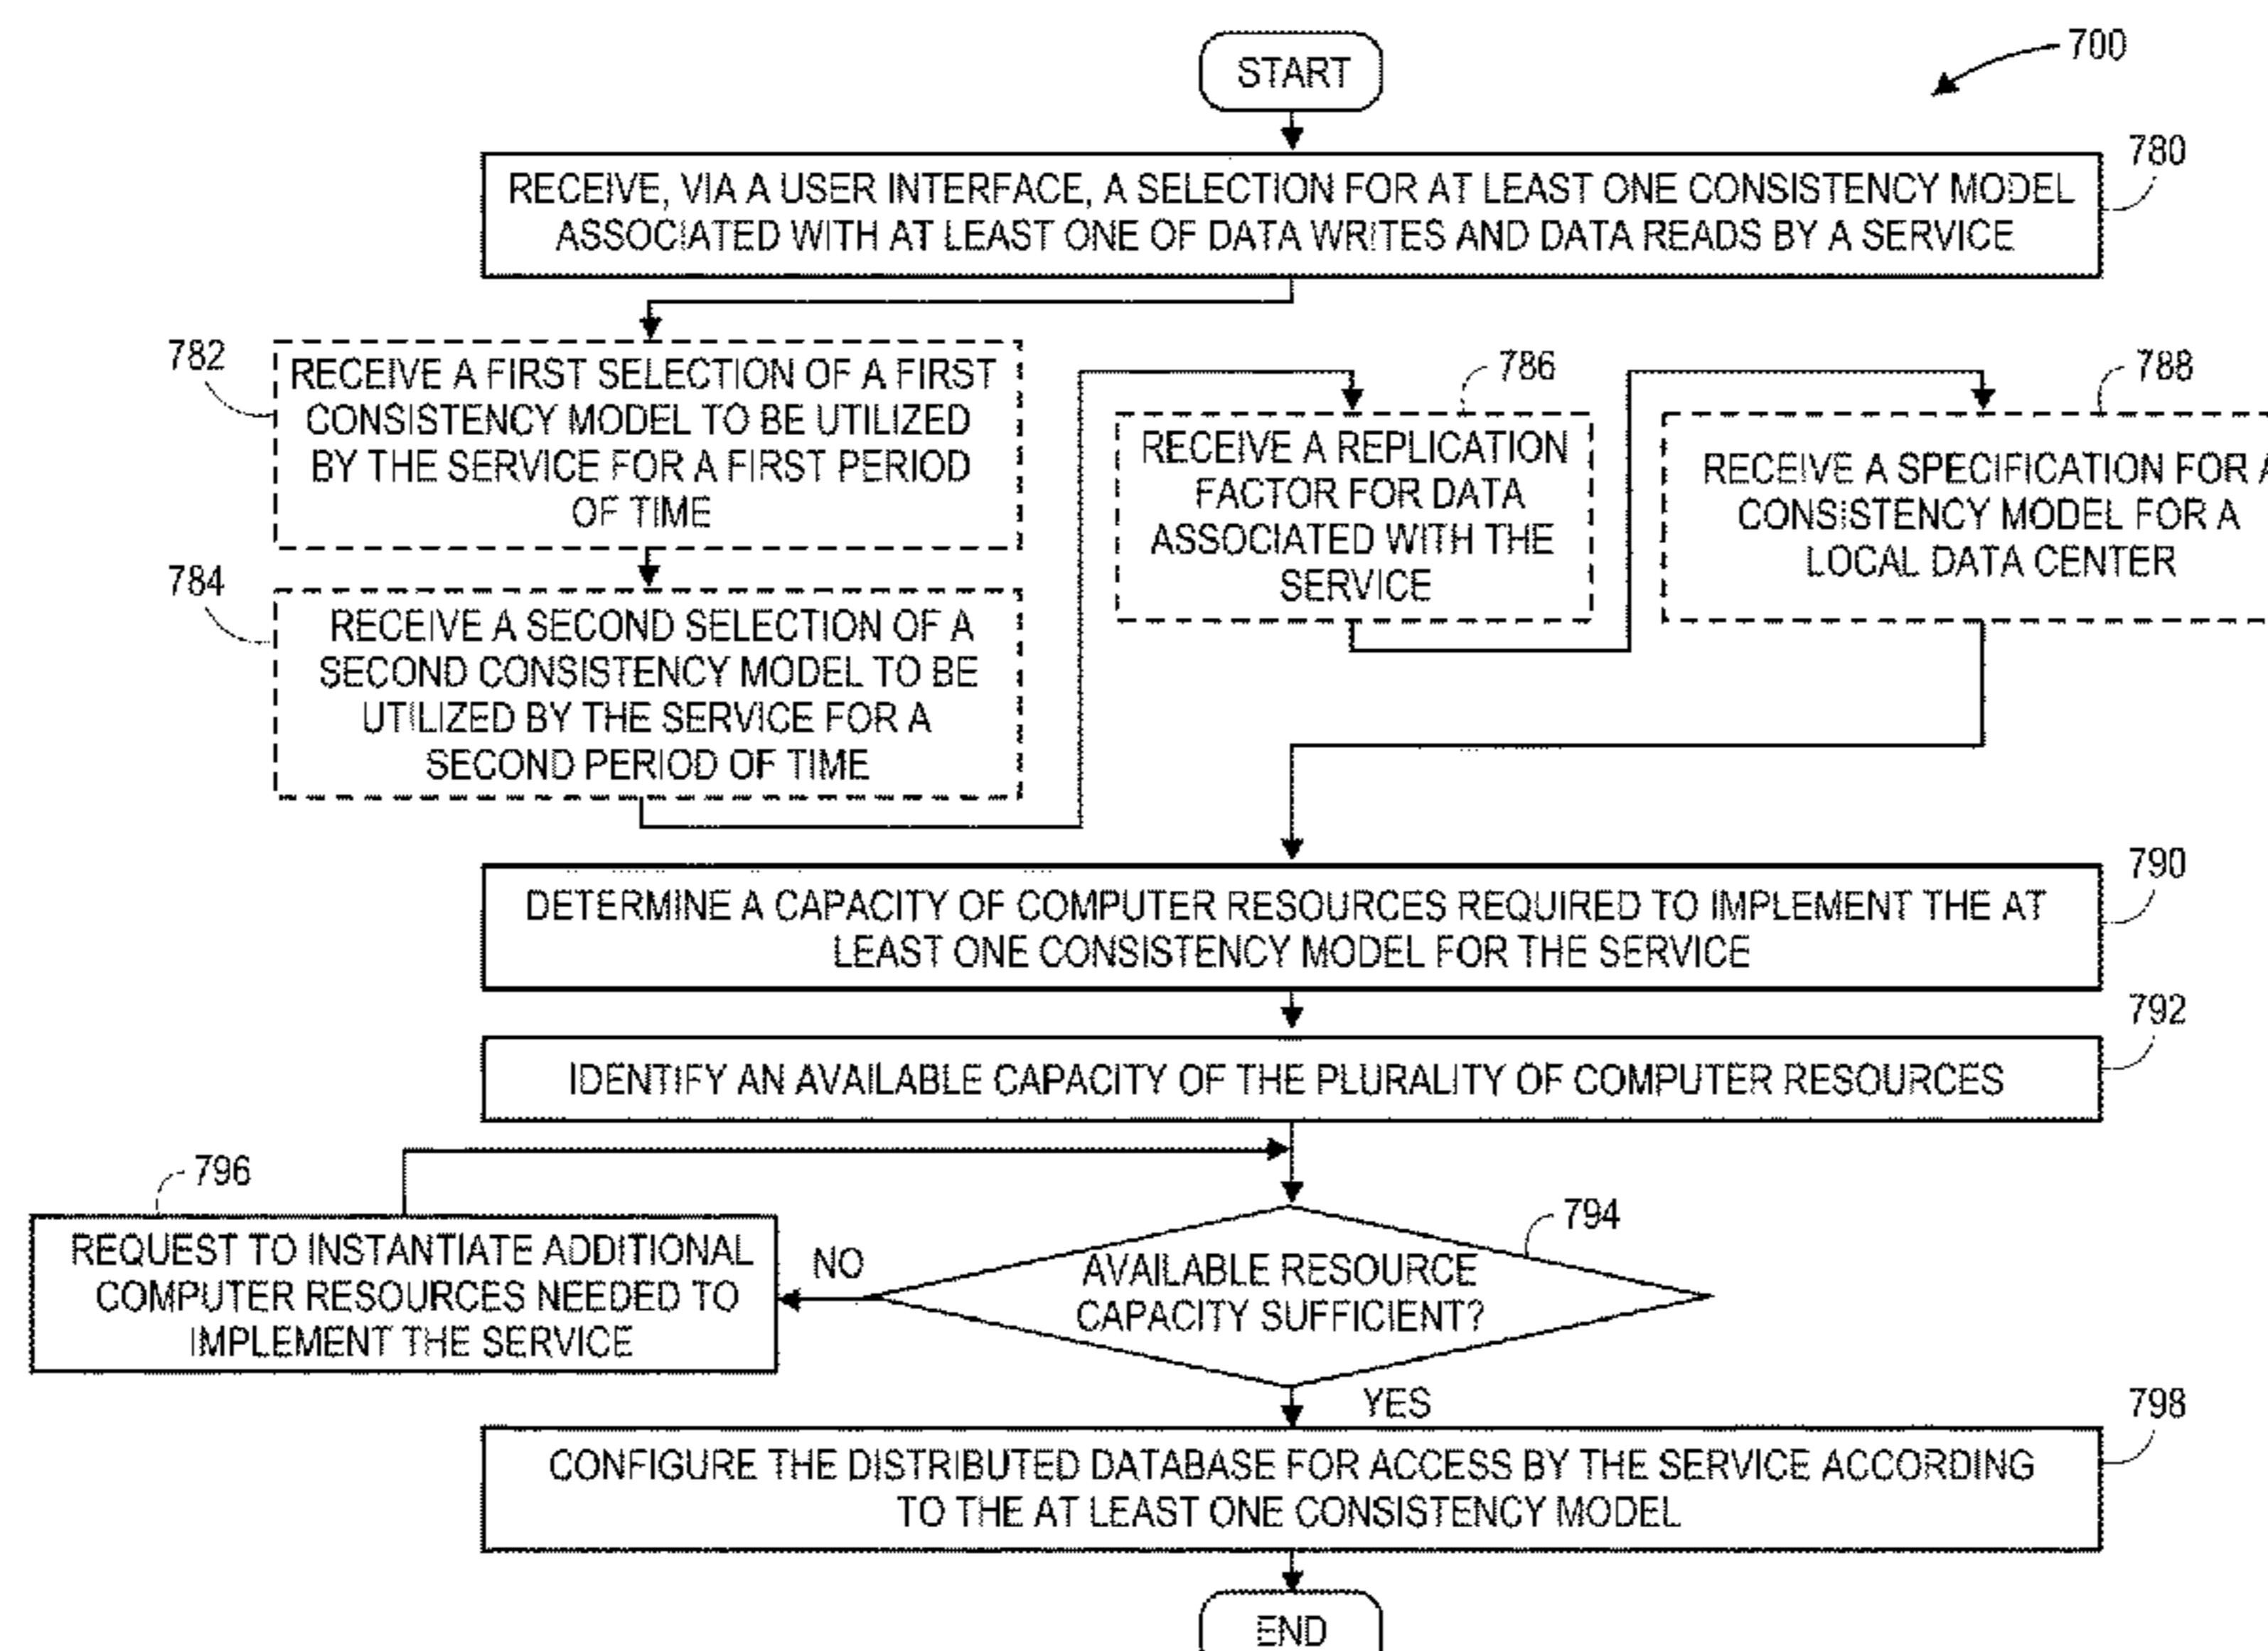 START
700
780
RECEIVE, VIA A USER INTERFACE, A SELECTION FOR AT LEAST ONE CONSISTENCY MODEL
ASSOCIATED WITH AT LEAST ONE OF DATA WRITES AND DATA READS BY A SERVICE
782
RECEIVE A FIRST SELECTION OF A FIRST
CONSISTENCY MODEL TO BE UTILIZED
BY THE SERVICE FOR A FIRST PERIOD
OF TIME
784
RECEIVE A SECOND SELECTION OF A
SECOND CONSISTENCY MODEL TO BE
UTILIZED BY THE SERVICE FOR A
SECOND PERIOD OF TIME
786
RECEIVE A REPLICATION
FACTOR FOR DATA
ASSOCIATED WITH THE
SERVICE
788
RECEIVE A SPECIFICATION FOR A
CONSISTENCY MODEL FOR A
LOCAL DATA CENTER
790
DETERMINE A CAPACITY OF COMPUTER RESOURCES REQUIRED TO IMPLEMENT THE AT
LEAST ONE CONSISTENCY MODEL FOR THE SERVICE
792
IDENTIFY AN AVAILABLE CAPACITY OF THE PLURALITY OF COMPUTER RESOURCES
796
REQUEST TO INSTANTIATE ADDITIONAL
COMPUTER RESOURCES NEEDED TO
IMPLEMENT THE SERVICE
NO
794
AVAILABLE RESOURCE
CAPACITY SUFFICIENT?
YES
798
CONFIGURE THE DISTRIBUTED DATABASE FOR ACCESS BY THE SERVICE ACCORDING
TO THE AT LEAST ONE CONSISTENCY MODEL
END